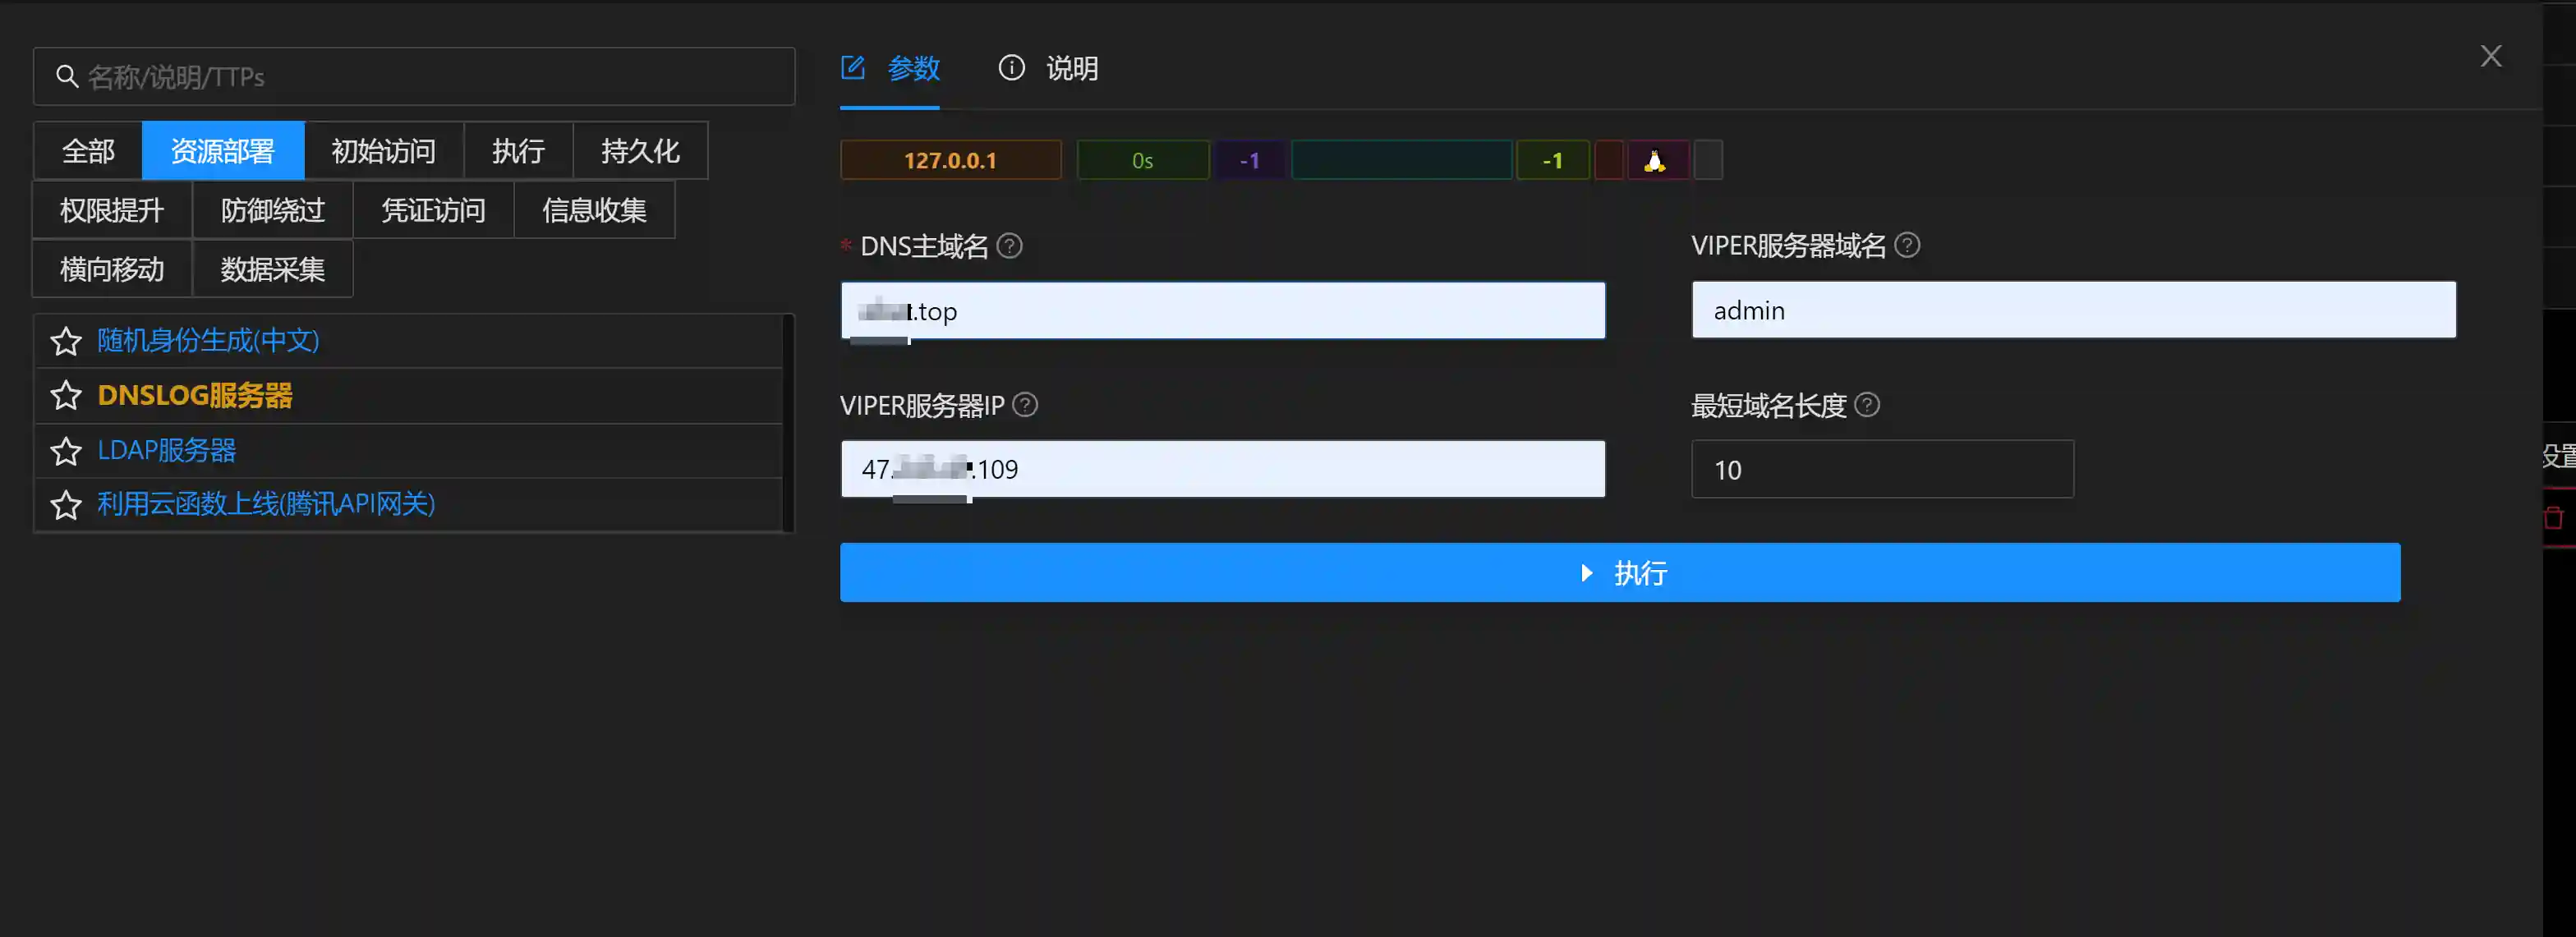 名称/说明/TTPs
全部 资源部署 初始访问 执行 持久化
权限提升 防御绕过 凭证访问 信息收集
横向移动 数据采集
随机身份生成(中文)
DNSLOG服务器
LDAP服务器
利用云函数上线(腾讯API网关)
参数 说明
127.0.0.1 0s -1 -1
* DNS主域名 VIPER服务器域名
.top admin
VIPER服务器IP 最短域名长度
47. .109 10
执行
设置